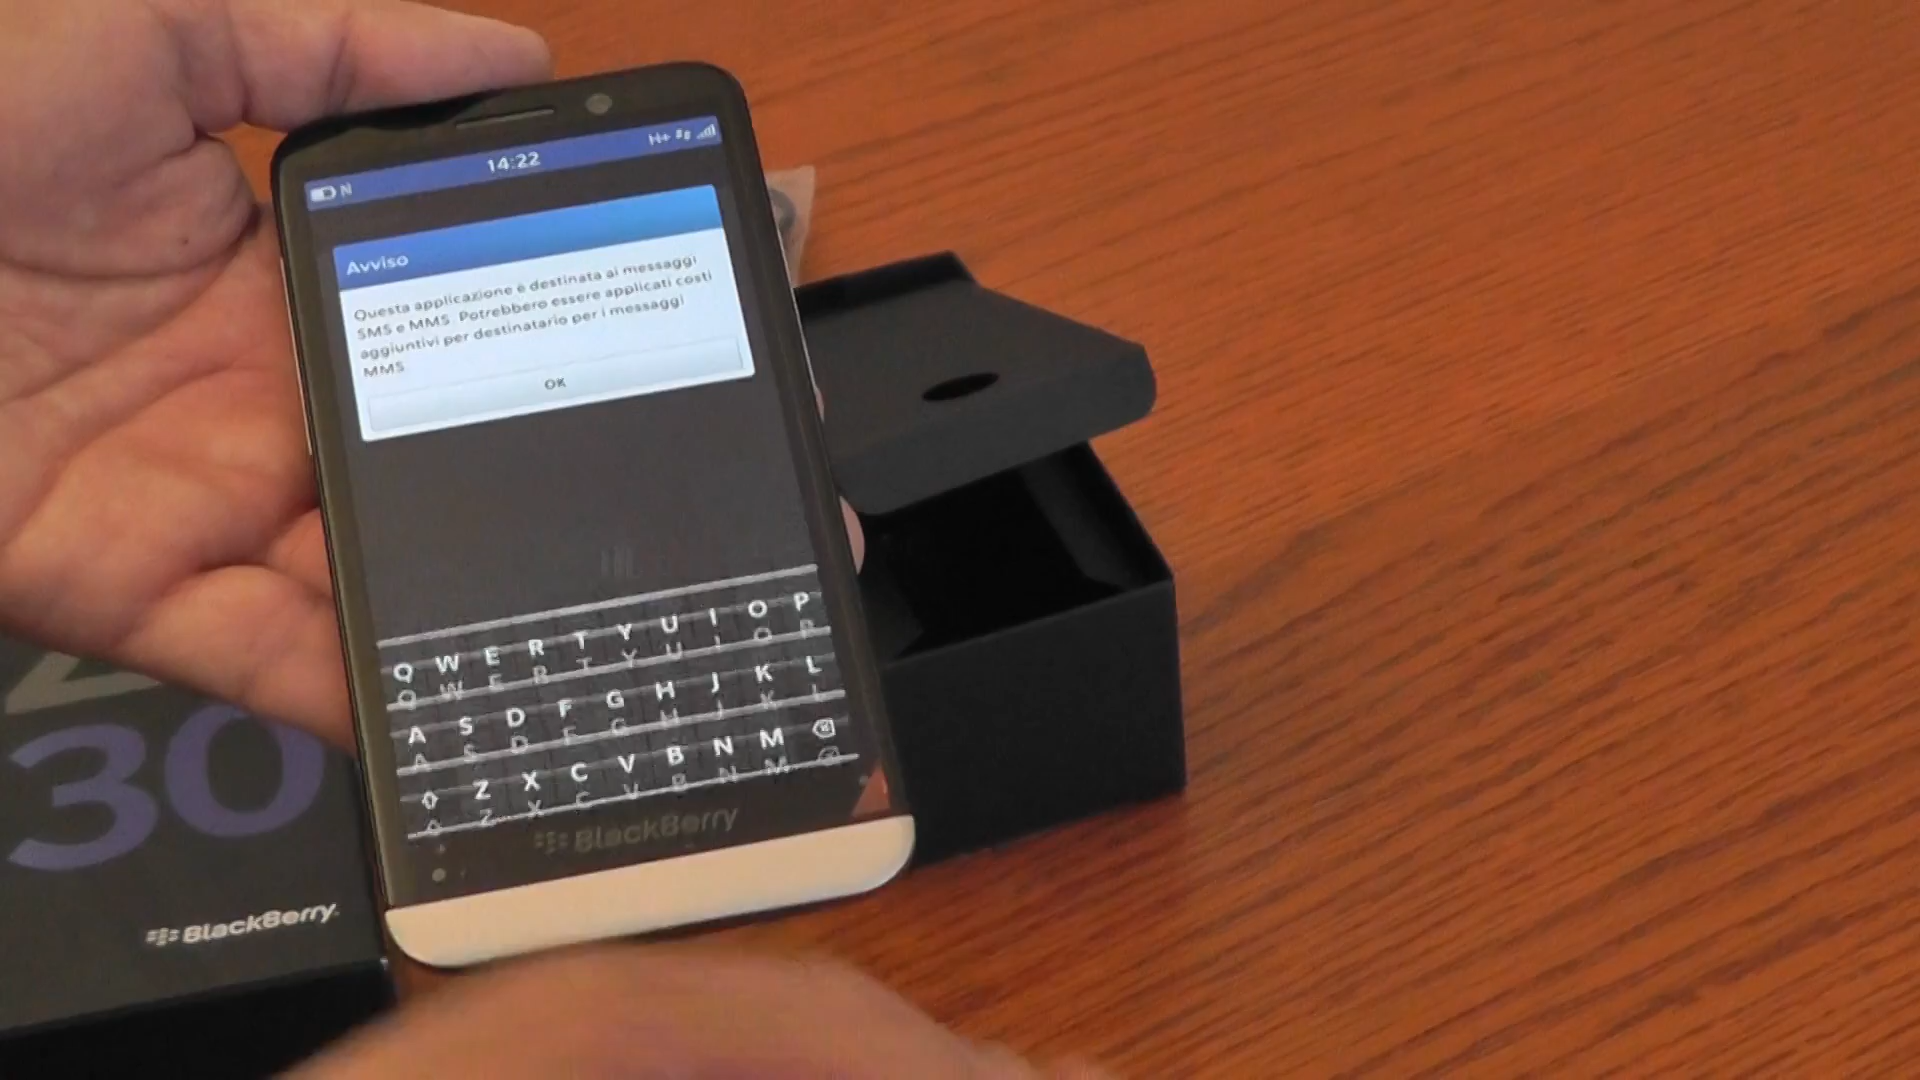 H+
N
14:22
Avviso
Questa applicazione è destinata ai messaggi
SMS e MMS. Potrebbero essere applicati costi
aggiuntivi per destinatario per i messaggi
MMS
OK
Q W E R T Y U I O P
A S D F G H J K L
Z X C V B N M
BlackBerry
30
BlackBerry